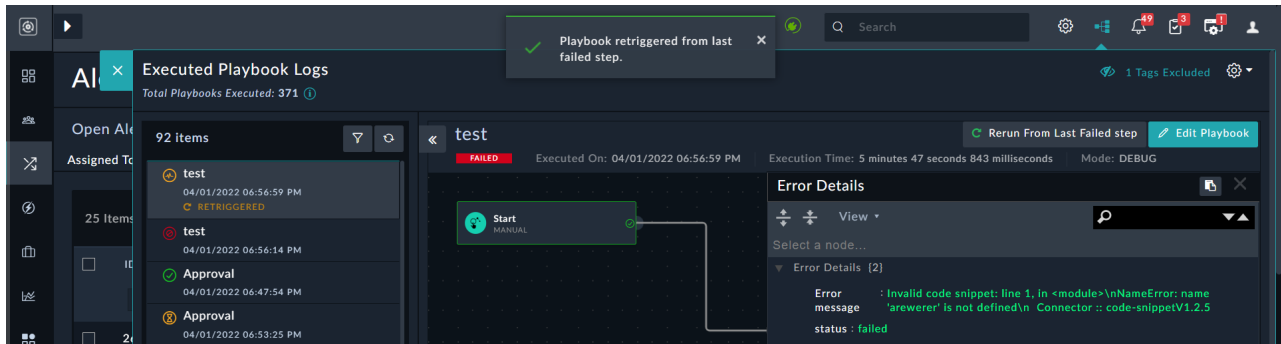 Playbook retriggered from last
failed step.
Search
49
3
Executed Playbook Logs
Total Playbooks Executed: 371
1 Tags Excluded
Open Ale
Assigned To
25 Items
ID
92 items
test
04/01/2022 06:56:59 PM
RETRIGGERED
test
04/01/2022 06:56:14 PM
Approval
04/01/2022 06:47:54 PM
Approval
04/01/2022 06:53:25 PM
test
Rerun From Last Failed step
Edit Playbook
FAILED
Executed On: 04/01/2022 06:56:59 PM
Execution Time: 5 minutes 47 seconds 843 milliseconds
Mode: DEBUG
Start
MANUAL
Error Details
View
Select a node...
Error Details {2}
Error message : Invalid code snippet: line 1, in <module>\nNameError: name
'arewerer' is not defined\n Connector :: code-snippetV1.2.5
status : failed